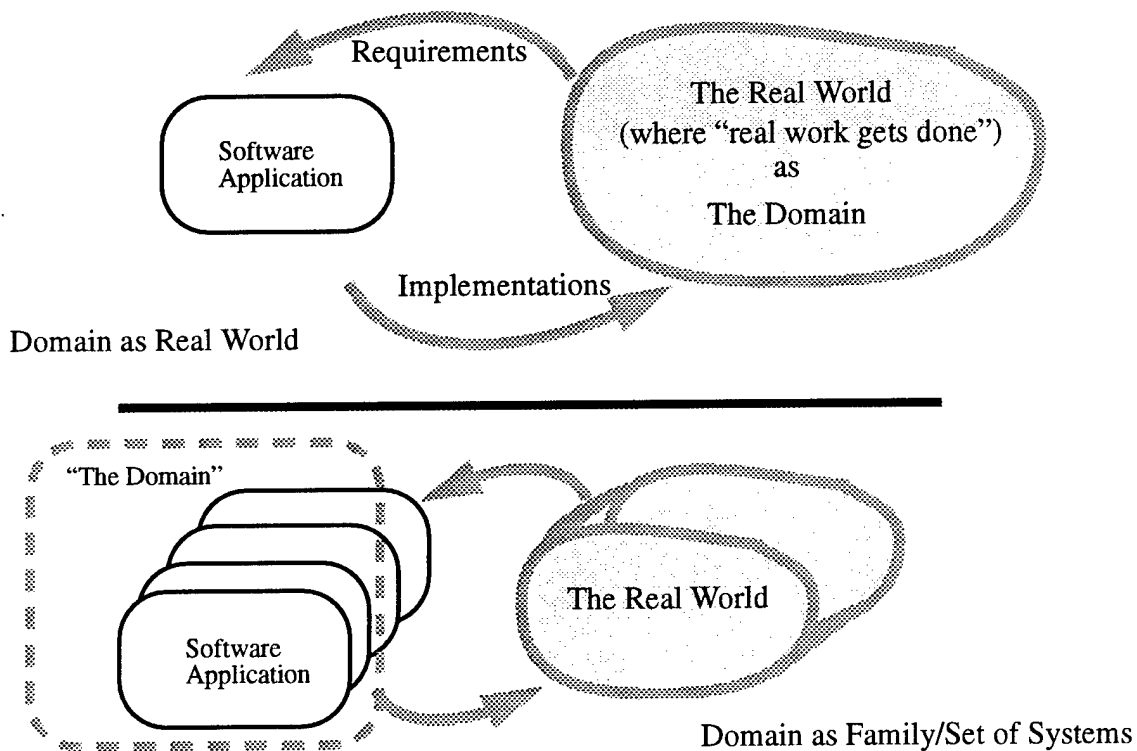 Requirements
The Real World
(where “real work gets done”)
as
The Domain
Software
Application
Implementations
Domain as Real World
“The Domain”
The Real World
Software
Application
Domain as Family/Set of Systems